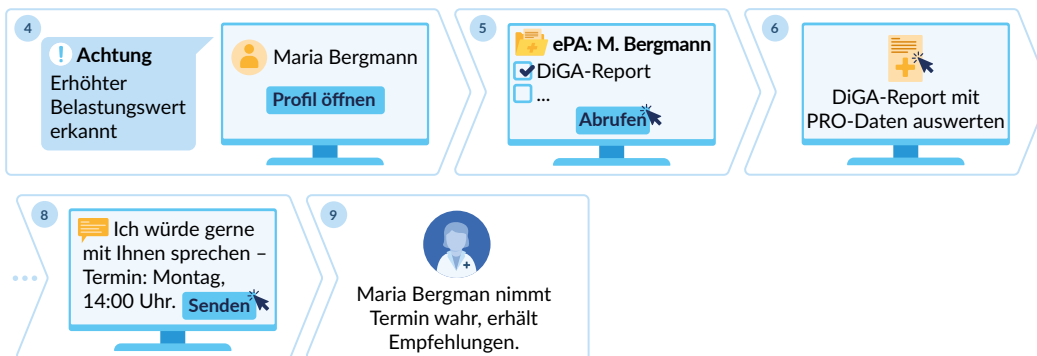 4
! Achtung
Erhöhter
Belastungswert
erkannt
Maria Bergmann
Profil öffnen
5
ePA: M. Bergmann
DiGA-Report
...
Abrufen
6
DiGA-Report mit
PRO-Daten auswerten
8
Ich würde gerne
mit Ihnen sprechen –
Termin: Montag,
14:00 Uhr.
Senden
9
Maria Bergman nimmt
Termin wahr, erhält
Empfehlungen.